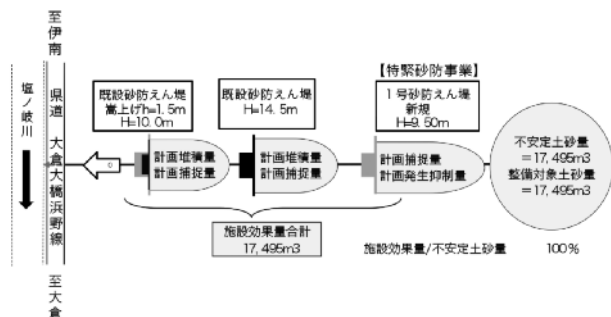 至伊南
塩ノ岐川
県道 大倉大橋浜野線
至大倉
既設砂防えん堤
嵩上げh=1.5m
H=10.0m
既設砂防えん堤
H=14.5m
【特緊砂防事業】
1号砂防えん堤
新規
H=9.50m
計画堆積量
計画捕捉量
計画堆積量
計画捕捉量
計画捕捉量
計画発生抑制量
不安定土砂量
=17,495m3
整備対象土砂量
=17,495m3
施設効果量合計
17,495m3
施設効果量/不安定土砂量 100%